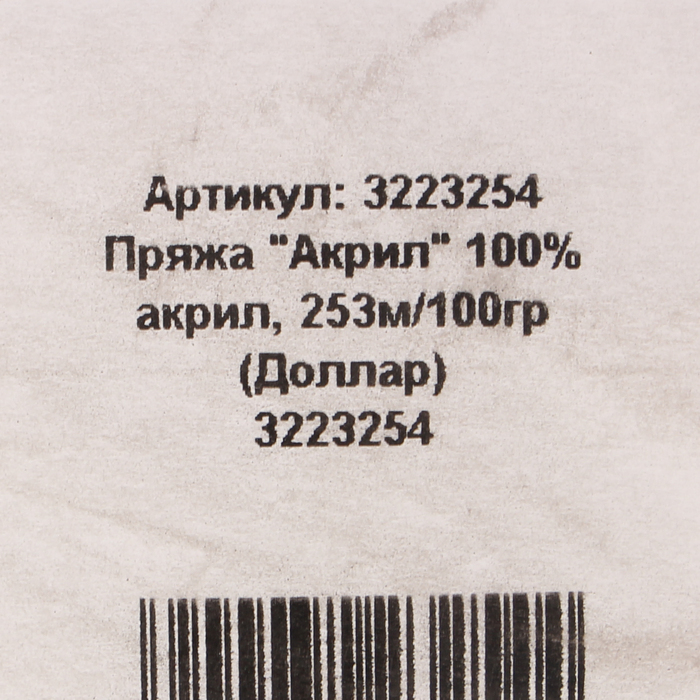 Артикул: 3223254
Пряжа "Акрил" 100%
акрил, 253м/100гр
(Доллар)
3223254